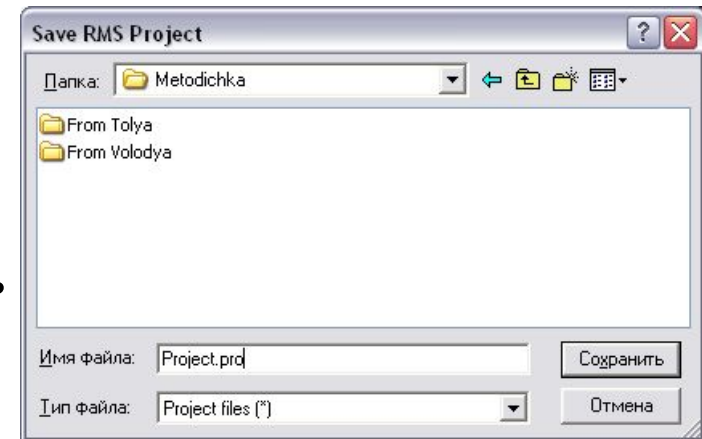 Save RMS Project
Папка: Metodichka
From Tolya
From Volodya
Имя файла: Project.pro
Сохранить
Тип файла: Project files (*)
Отмена